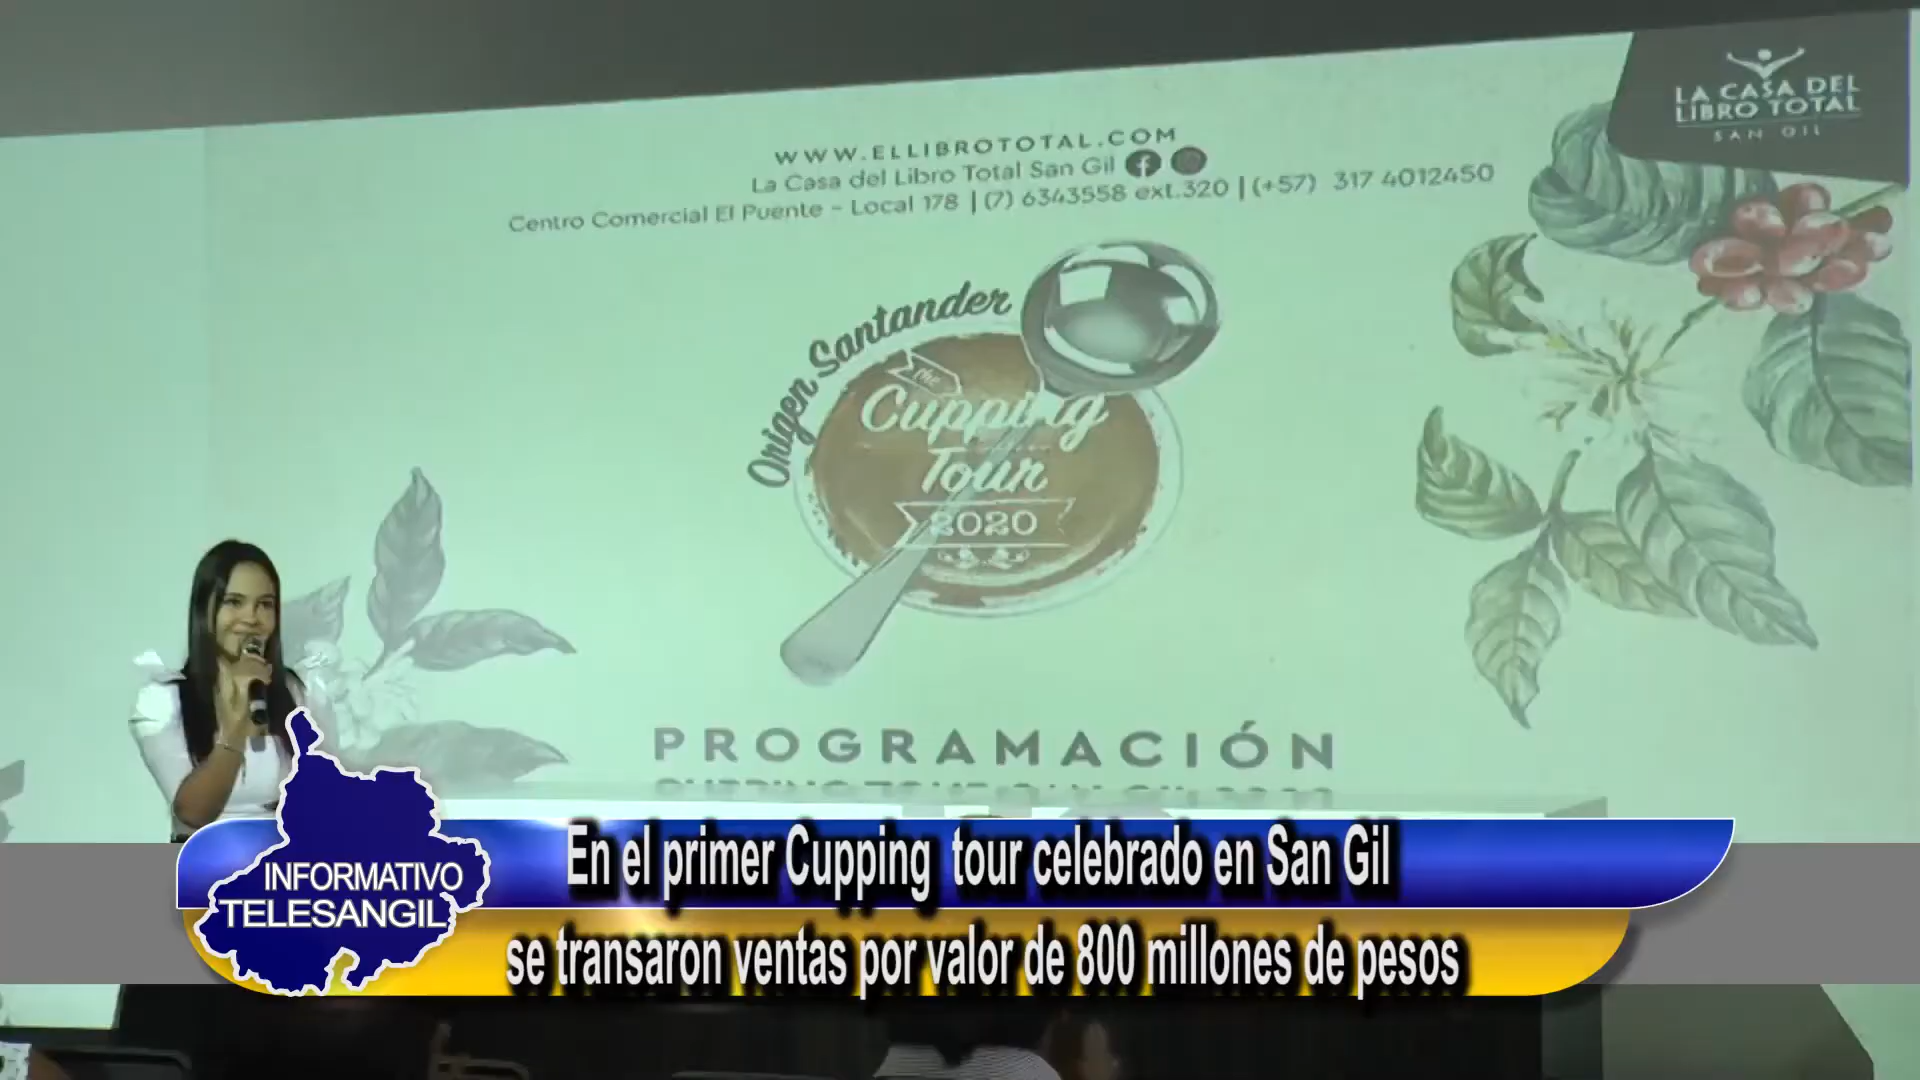 LA CASA DEL
LIBRO TOTAL
SAN GIL
WWW.ELLIBROTOTAL.COM
La Casa del Libro Total San Gil
Centro Comercial El Puente - Local 178 | (7) 6343558 ext.320 | (+57) 317 4012450
Origen Santander
the
Cupping
Tour
2020
PROGRAMACIÓN
En el primer Cupping tour celebrado en San Gil
INFORMATIVO
TELESANGIL
se transaron ventas por valor de 800 millones de pesos